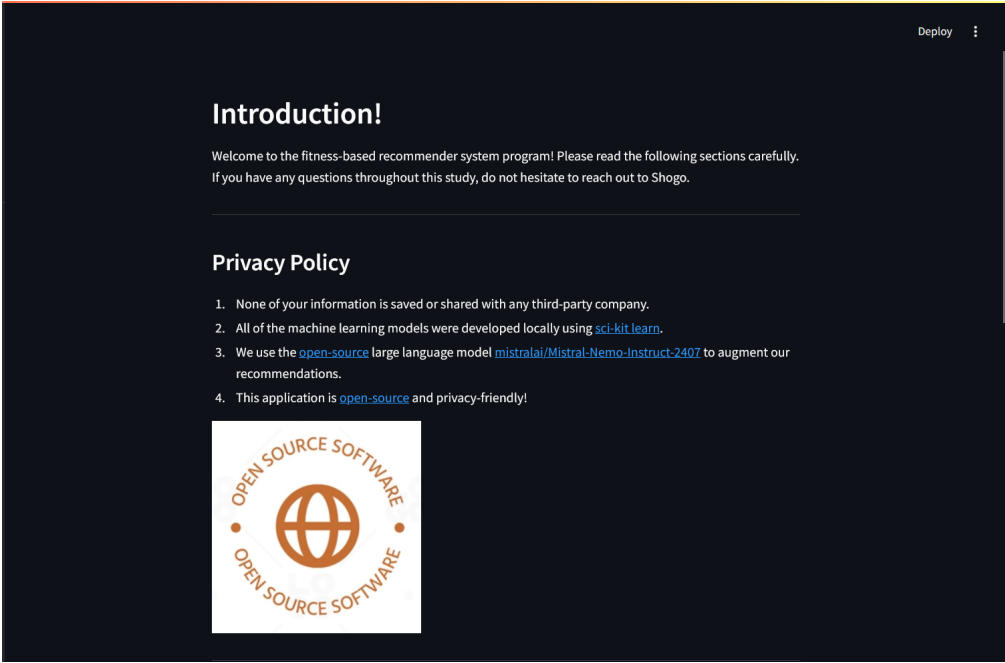 Deploy
Introduction!
Welcome to the fitness-based recommender system program! Please read the following sections carefully.
If you have any questions throughout this study, do not hesitate to reach out to Shogo.
Privacy Policy
1. None of your information is saved or shared with any third-party company.
2. All of the machine learning models were developed locally using sci-kit learn.
3. We use the open-source large language model mistralai/Mistral-Nemo-Instruct-2407 to augment our
recommendations.
4. This application is open-source and privacy-friendly!
OPEN SOURCE SOFTWARE
OPEN SOURCE SOFTWARE